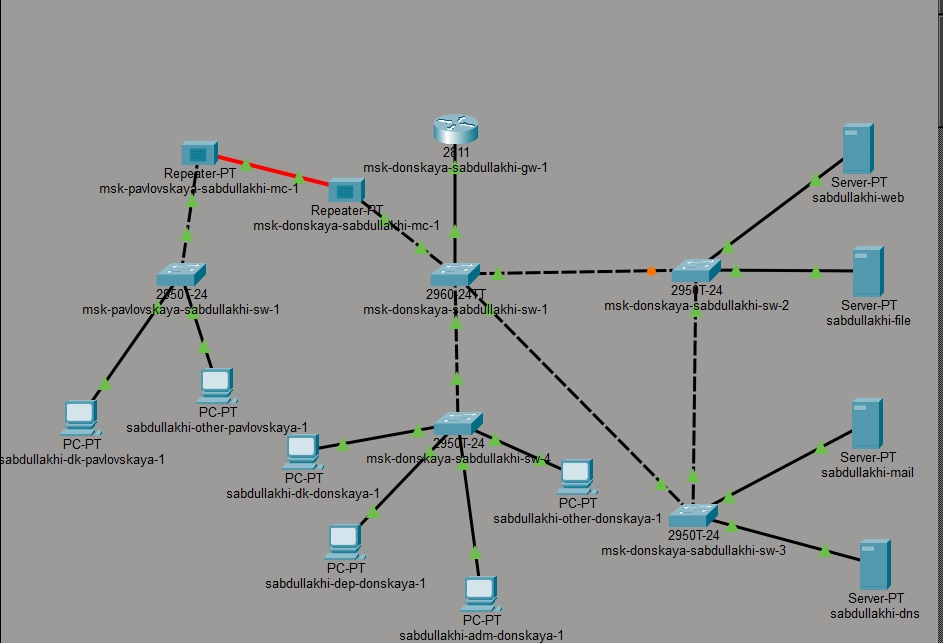 2811
msk-donskaya-sabdullakhi-gw-1
Repeater-PT
msk-pavlovskaya-sabdullakhi-mc-1
Repeater-PT
msk-donskaya-sabdullakhi-mc-1
Server-PT
sabdullakhi-web
2950T-24
msk-pavlovskaya-sabdullakhi-sw-1
2960-24TT
msk-donskaya-sabdullakhi-sw-1
2950T-24
msk-donskaya-sabdullakhi-sw-2
Server-PT
sabdullakhi-file
PC-PT
sabdullakhi-other-pavlovskaya-1
PC-PT
sabdullakhi-dk-pavlovskaya-1
2950T-24
msk-donskaya-sabdullakhi-sw-4
Server-PT
sabdullakhi-mail
PC-PT
sabdullakhi-dk-donskaya-1
PC-PT
sabdullakhi-other-donskaya-1
2950T-24
msk-donskaya-sabdullakhi-sw-3
PC-PT
sabdullakhi-dep-donskaya-1
Server-PT
sabdullakhi-dns
PC-PT
sabdullakhi-adm-donskaya-1